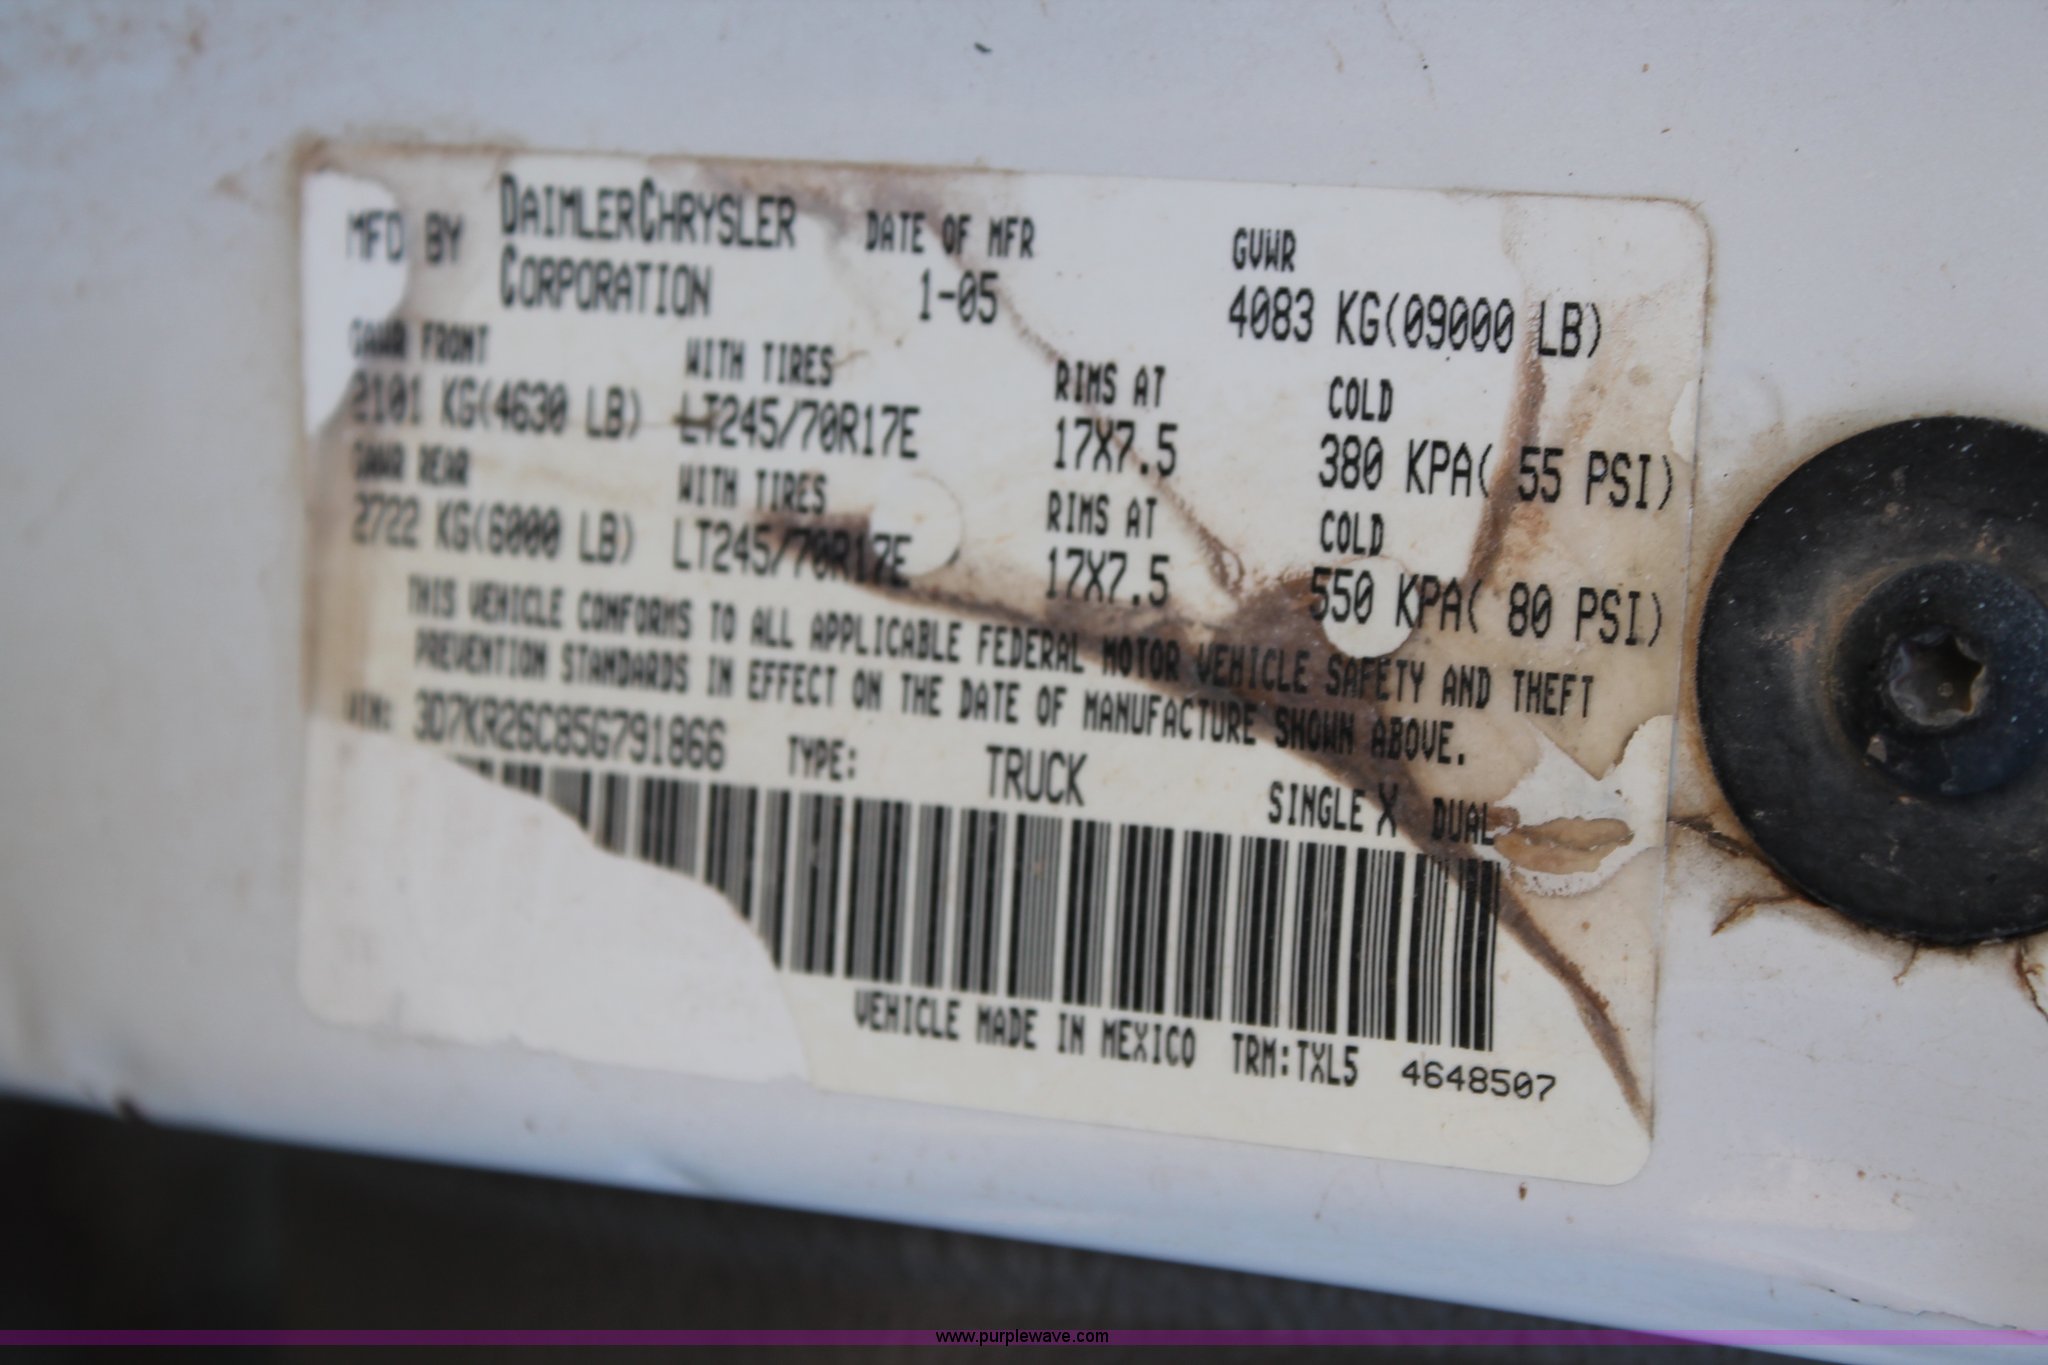 MFD BY DAIMLERCHRYSLER CORPORATION
DATE OF MFR 1-05
GVWR 4083 KG(09000 LB)
GAWR FRONT WITH TIRES RIMS AT COLD
2101 KG(4630 LB) LT245/70R17E 17X7.5 380 KPA( 55 PSI)
GAWR REAR WITH TIRES RIMS AT COLD
2722 KG(6000 LB) LT245/70R17E 17X7.5 550 KPA( 80 PSI)
THIS VEHICLE CONFORMS TO ALL APPLICABLE FEDERAL MOTOR VEHICLE SAFETY AND THEFT
PREVENTION STANDARDS IN EFFECT ON THE DATE OF MANUFACTURE SHOWN ABOVE.
VIN: 3D7KR26C85G791866 TYPE: TRUCK SINGLE X DUAL
VEHICLE MADE IN MEXICO TRM:TXL5 4648507
www.purplewave.com